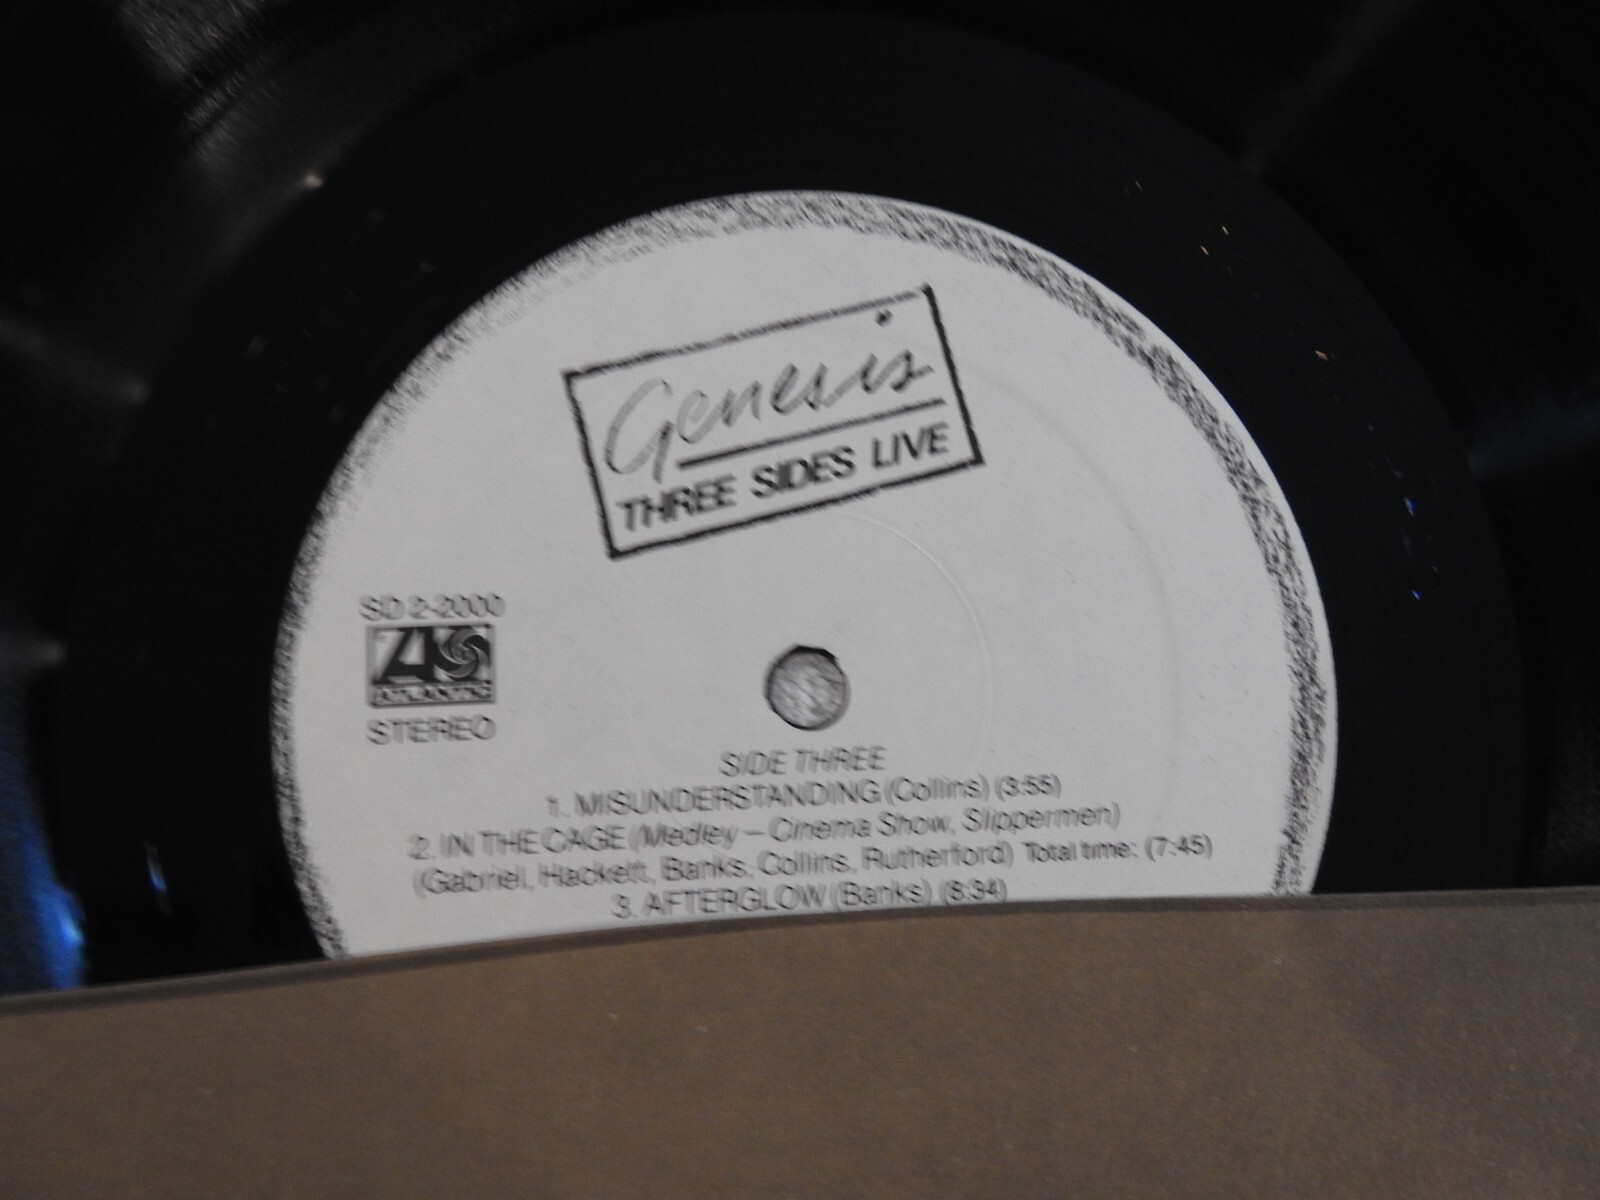 Genesis
THREE SIDES LIVE
SD 2-2000
ATLANTIC
STEREO
SIDE THREE
1. MISUNDERSTANDING (Collins) (3:55)
2. IN THE CAGE (Medley – Cinema Show, Slippermen)
(Gabriel, Hackett, Banks, Collins, Rutherford) Total time: (7:45)
3. AFTERGLOW (Banks) (8:34)